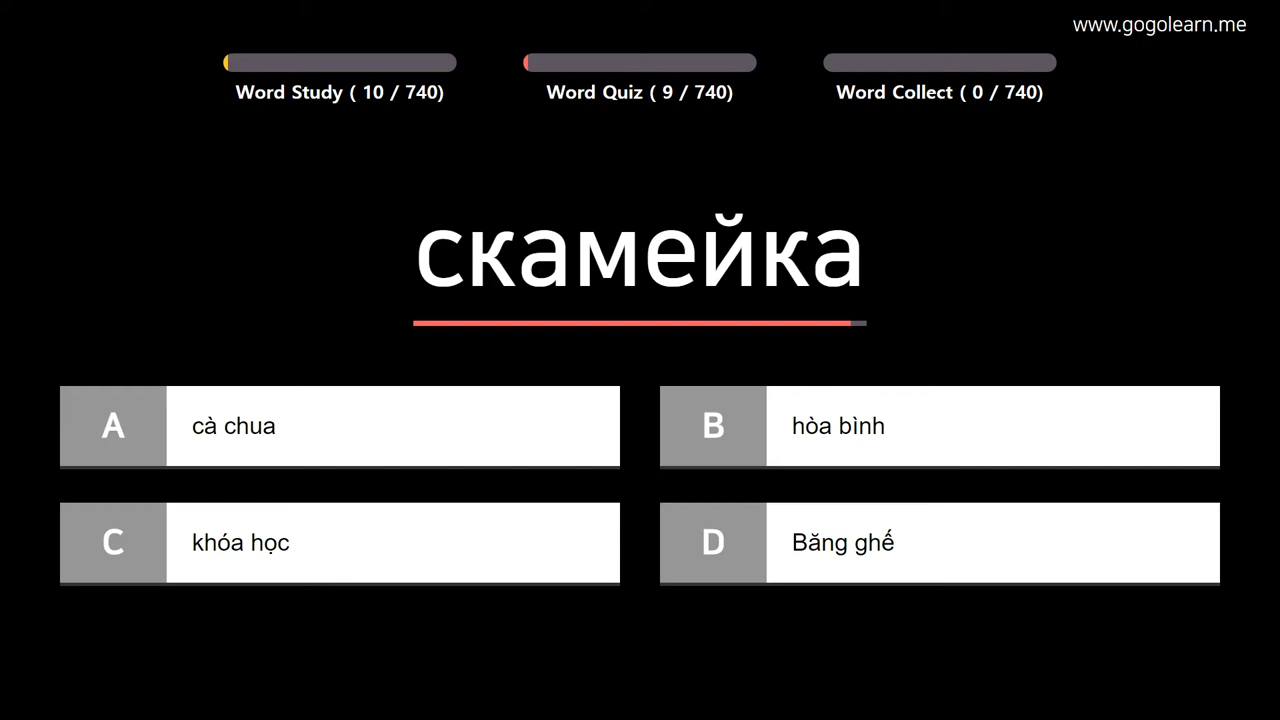 www.gogolearn.me
Word Study ( 10 / 740)
Word Quiz ( 9 / 740)
Word Collect ( 0 / 740)
скамейка
A
cà chua
B
hòa bình
C
khóa học
D
Băng ghế